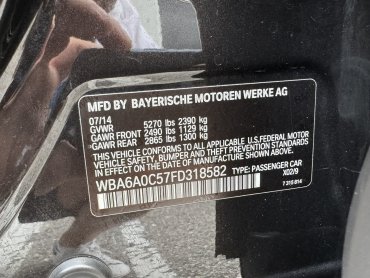 MFD BY BAYERISCHE MOTOREN WERKE AG
07/14
GVWR 5270 lbs 2390 kg
GAWR FRONT 2490 lbs 1129 kg
GAWR REAR 2865 lbs 1300 kg
THIS VEHICLE CONFORMS TO ALL APPLICABLE U.S. FEDERAL MOTOR
VEHICLE SAFETY, BUMPER, AND THEFT PREVENTION STANDARDS
IN EFFECT ON THE DATE OF MANUFACTURE SHOWN ABOVE.
WBA6A0C57FD318582 TYPE: PASSENGER CAR
X02/9
7 315 814